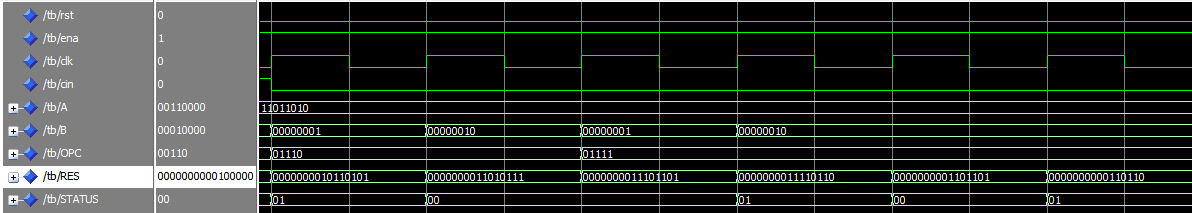 /tb/rst 0
/tb/ena 1
/tb/clk 0
/tb/cin 0
/tb/A 00110000 11011010
/tb/B 00010000 00000001 00000010 00000001 00000010
/tb/OPC 00110 01110 01111
/tb/RES 0000000000100000 0000000010110101 0000000011010111 0000000011101101 0000000011110110 0000000001101101 0000000000110110
/tb/STATUS 00 01 00 01 00 01